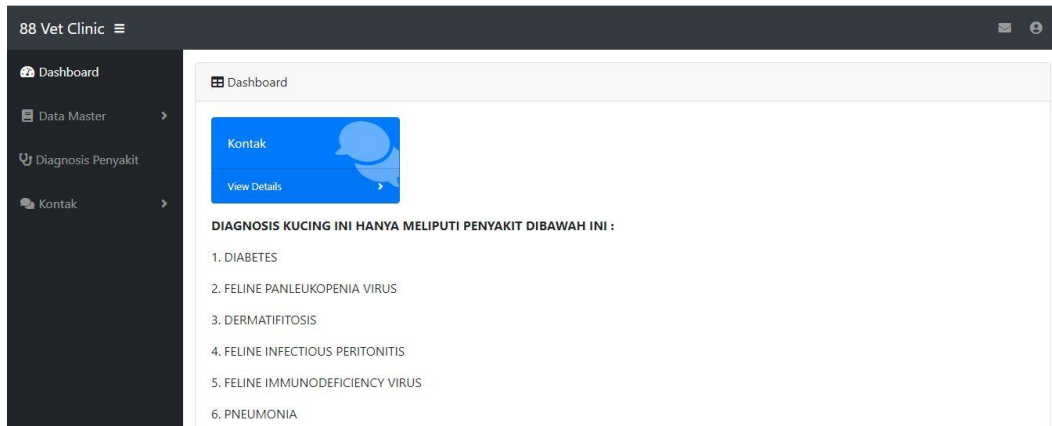 88 Vet Clinic
Dashboard
Data Master
Diagnosis Penyakit
Kontak
Dashboard
Kontak
View Details
DIAGNOSIS KUCING INI HANYA MELIPUTI PENYAKIT DIBAWAH INI :
1. DIABETES
2. FELINE PANLEUKOPENIA VIRUS
3. DERMATIFITOSIS
4. FELINE INFECTIOUS PERITONITIS
5. FELINE IMMUNODEFICIENCY VIRUS
6. PNEUMONIA